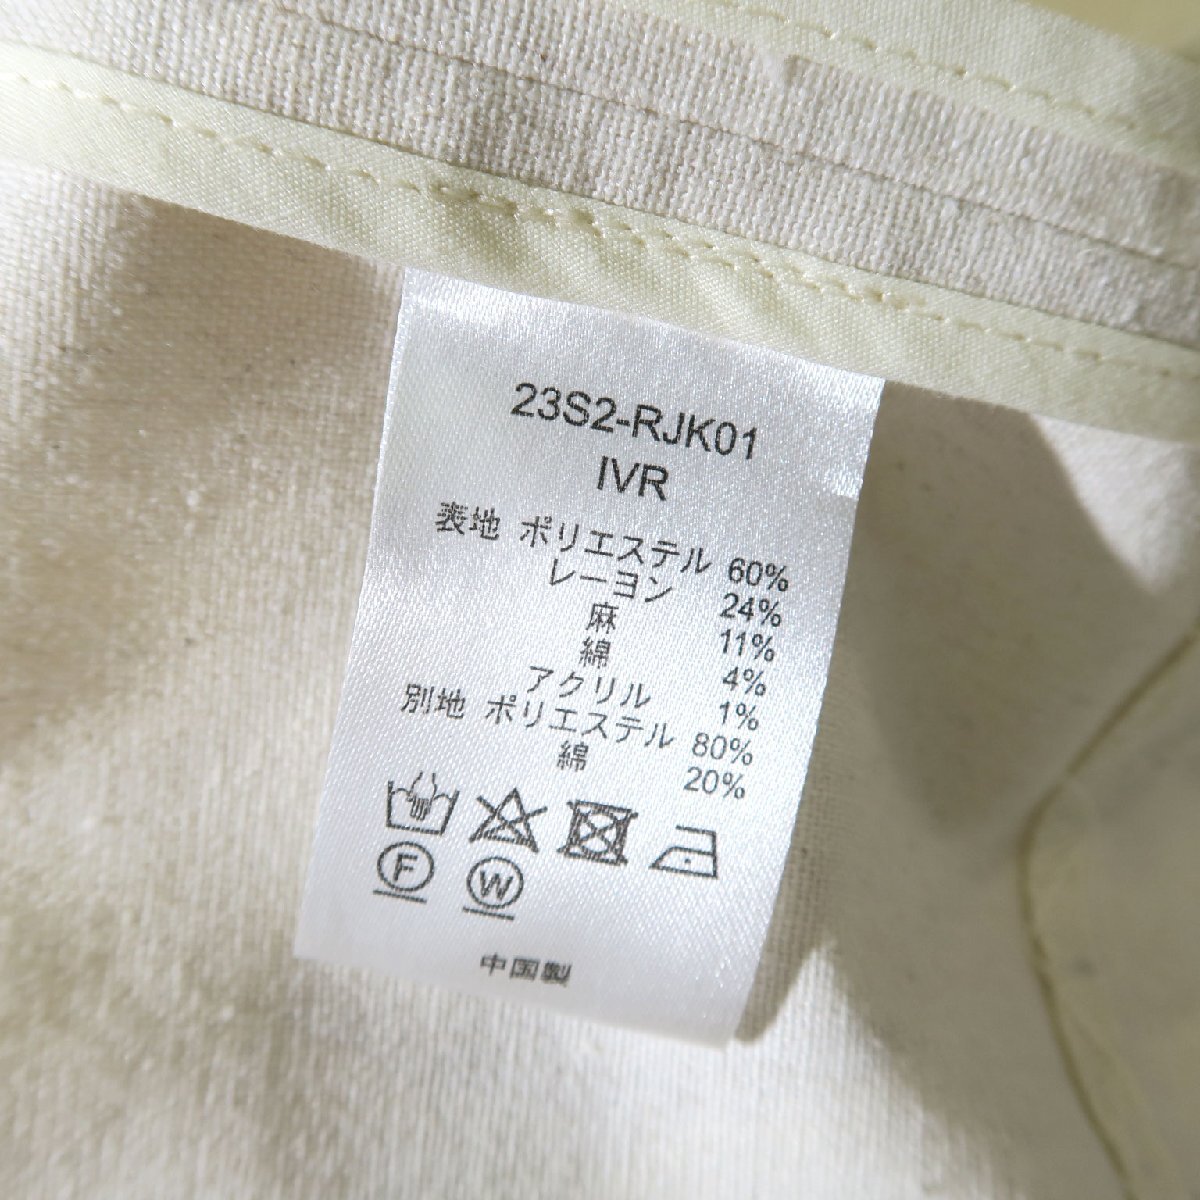 23S2-RJK01
IVR
表地 ポリエステル 60%
レーヨン 24%
麻 11%
綿 4%
アクリル 1%
別地 ポリエステル 80%
綿 20%
F W
中国製